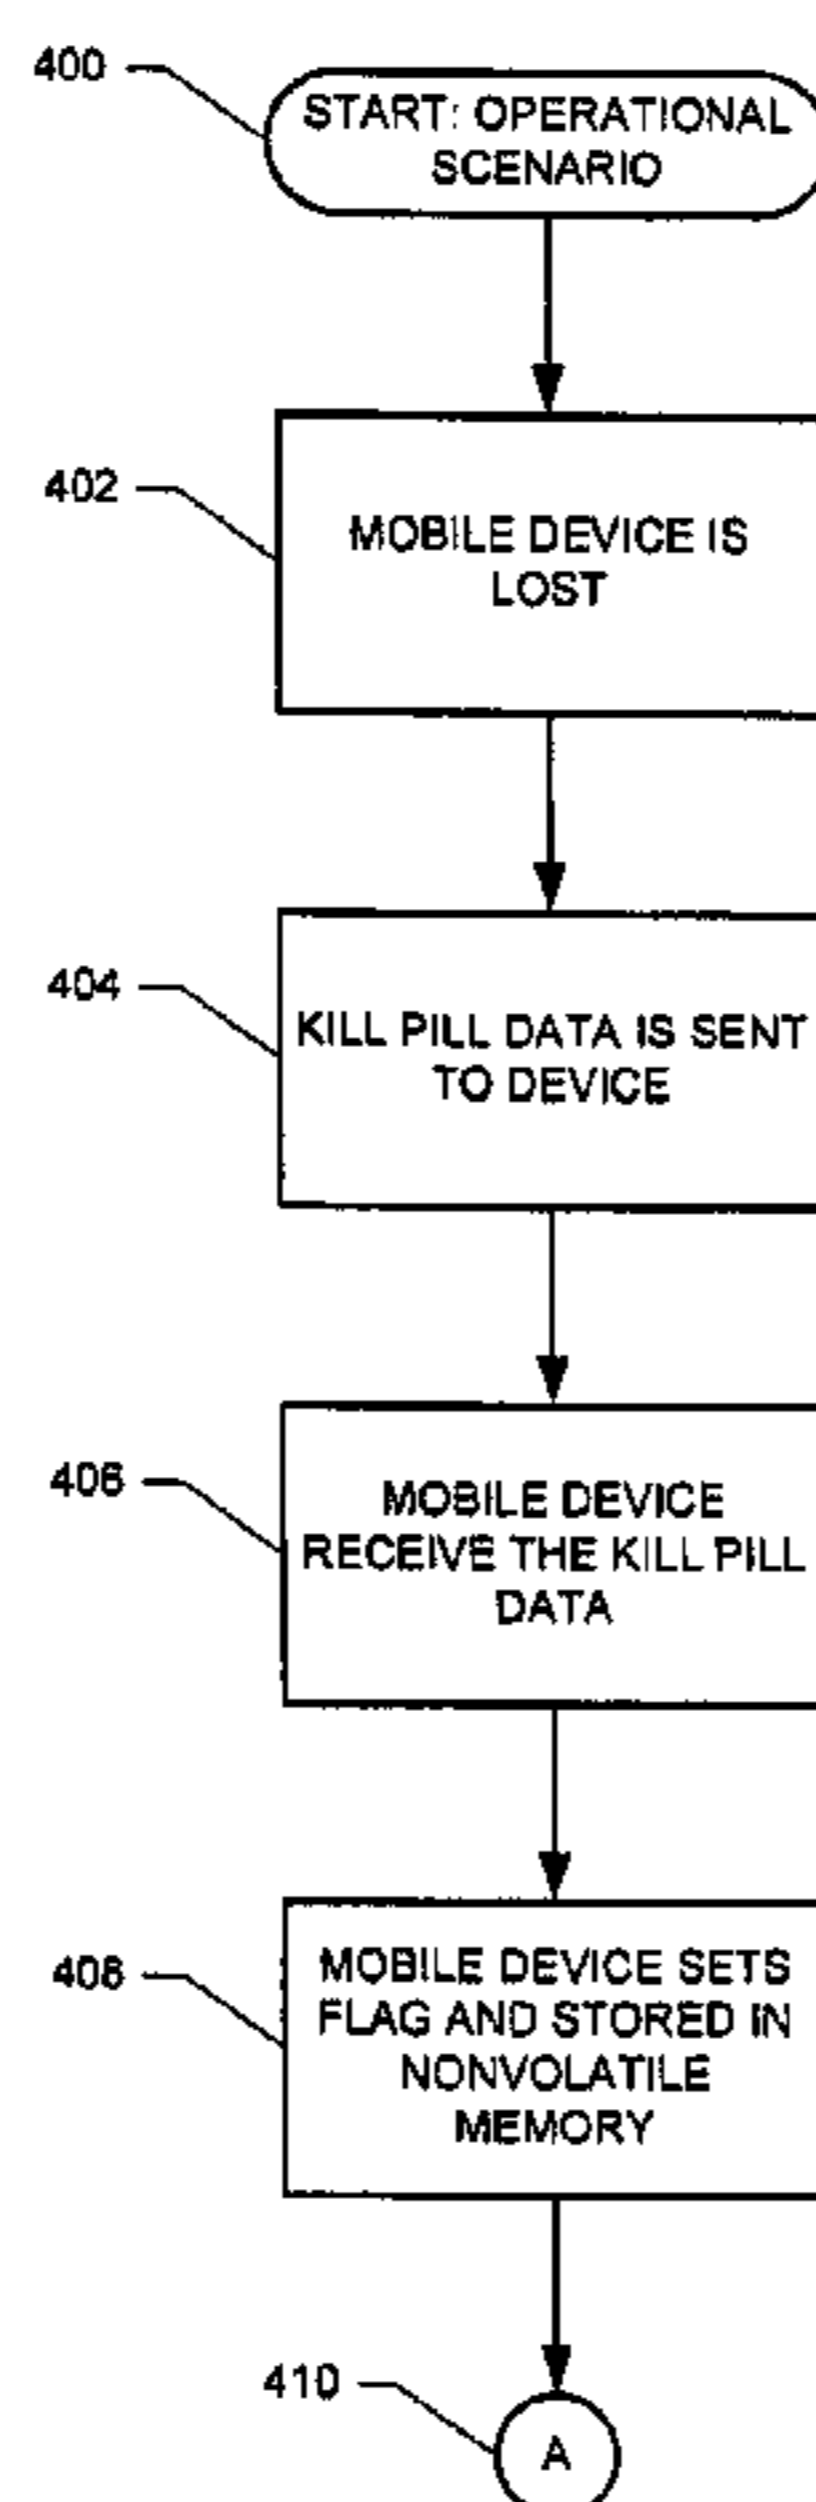 400
START: OPERATIONAL
SCENARIO
402
MOBILE DEVICE IS
LOST
404
KILL PILL DATA IS SENT
TO DEVICE
406
MOBILE DEVICE
RECEIVE THE KILL PILL
DATA
408
MOBILE DEVICE SETS
FLAG AND STORED IN
NONVOLATILE
MEMORY
410
A